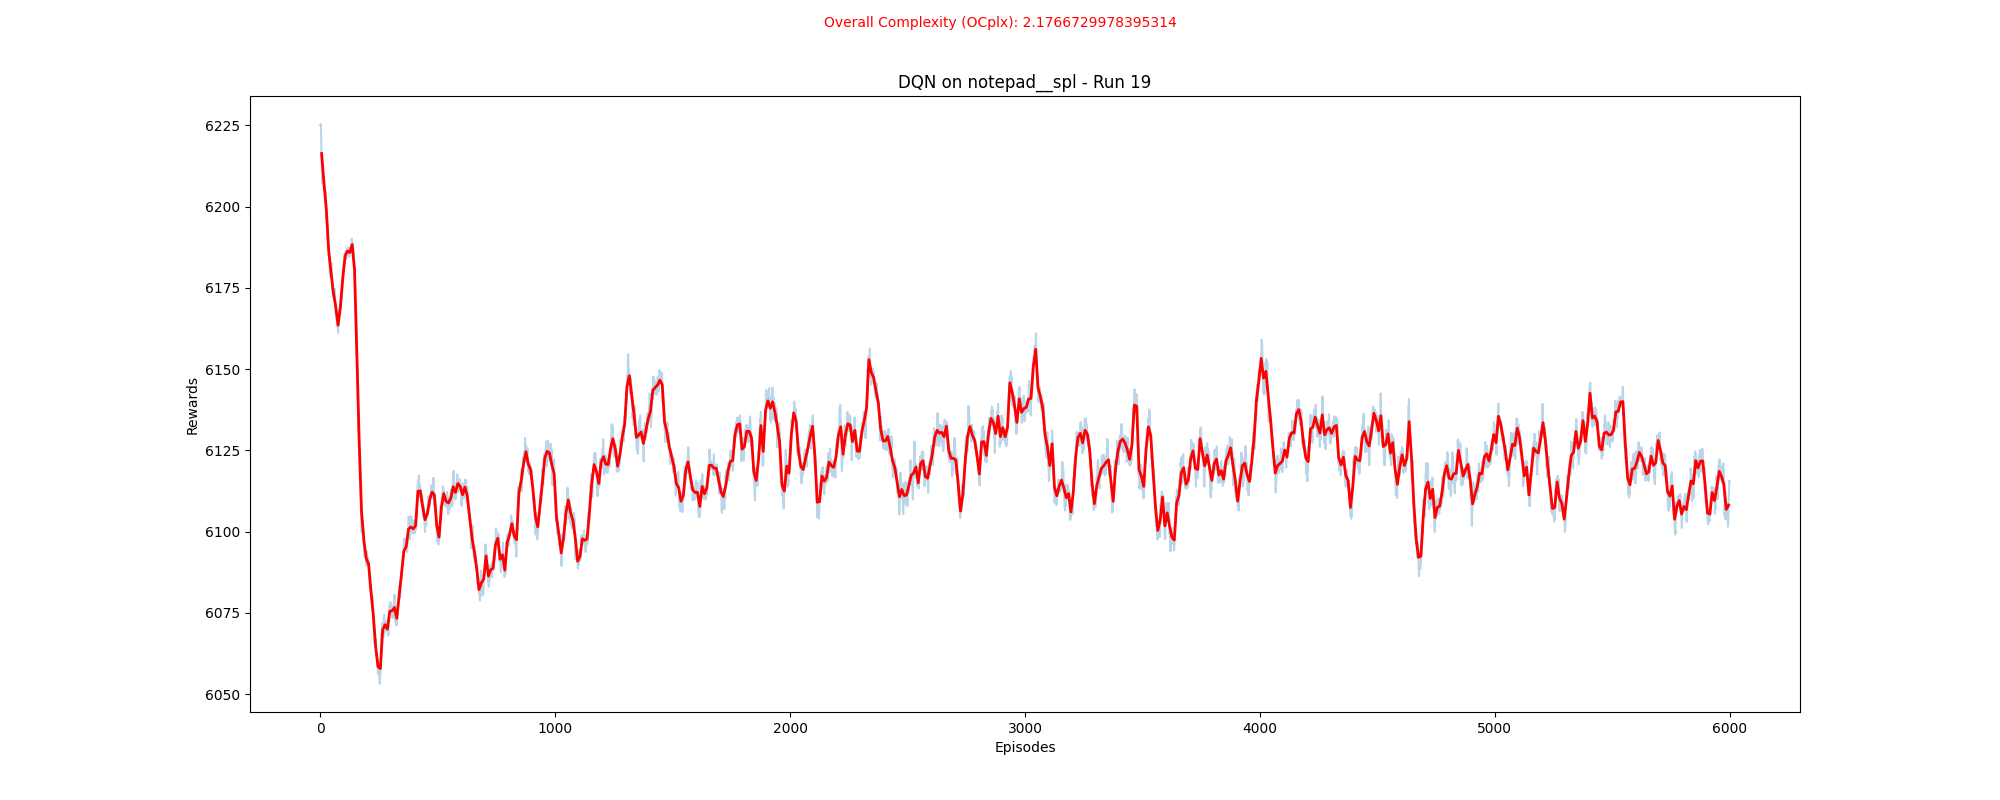 Overall Complexity (OCplx): 2.1766729978395314
DQN on notepad__spl - Run 19
Rewards
6225
6200
6175
6150
6125
6100
6075
6050
0 1000 2000 3000 4000 5000 6000
Episodes